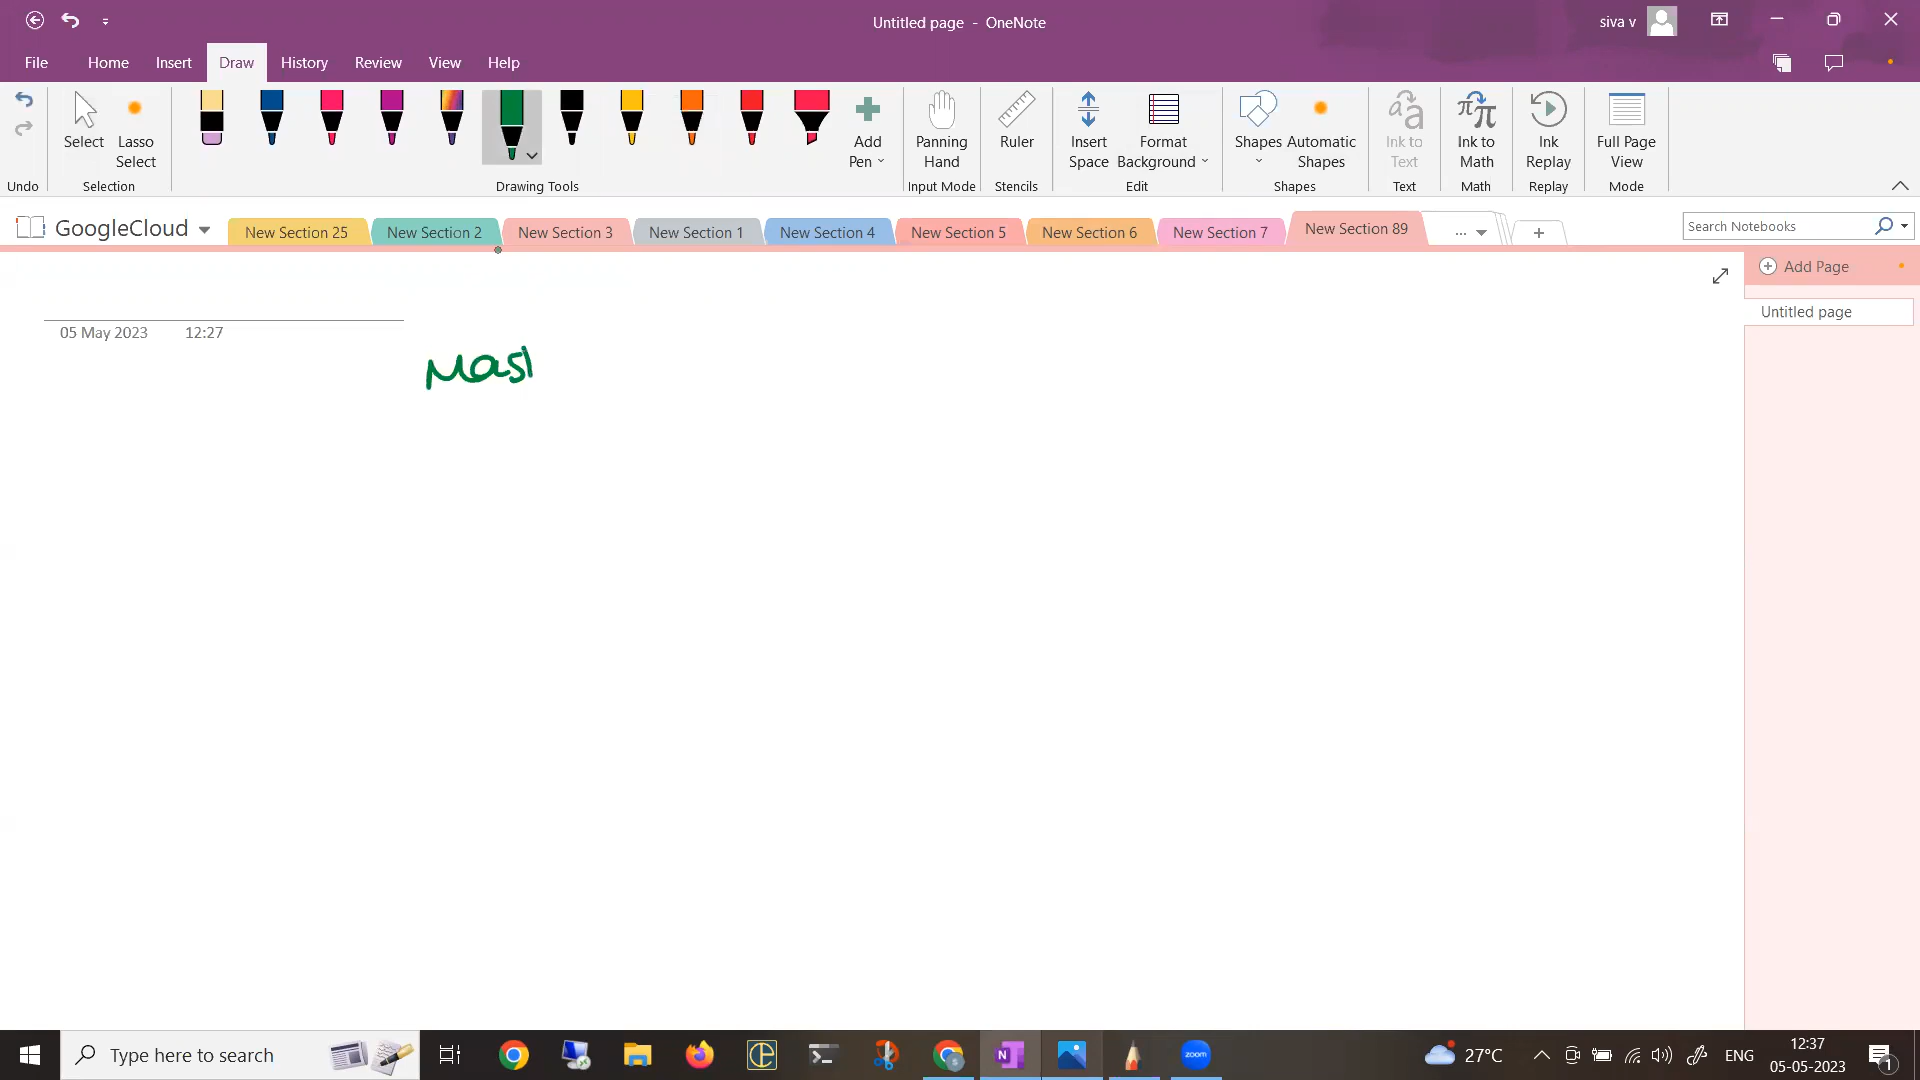 Untitled page - OneNote
siva v
File Home Insert Draw History Review View Help
Select
Lasso Select
Add Pen
Panning Hand
Ruler
Insert Space
Format Background
Shapes
Automatic Shapes
Ink to Text
Ink to Math
Ink Replay
Full Page View
Undo Selection Drawing Tools Input Mode Stencils Edit Shapes Text Math Replay Mode
GoogleCloud New Section 25 New Section 2 New Section 3 New Section 1 New Section 4 New Section 5 New Section 6 New Section 7 New Section 89 ... + Search Notebooks
Add Page
Untitled page
05 May 2023 12:27
Type here to search
zoom
27°C
ENG
12:37
05-05-2023
1